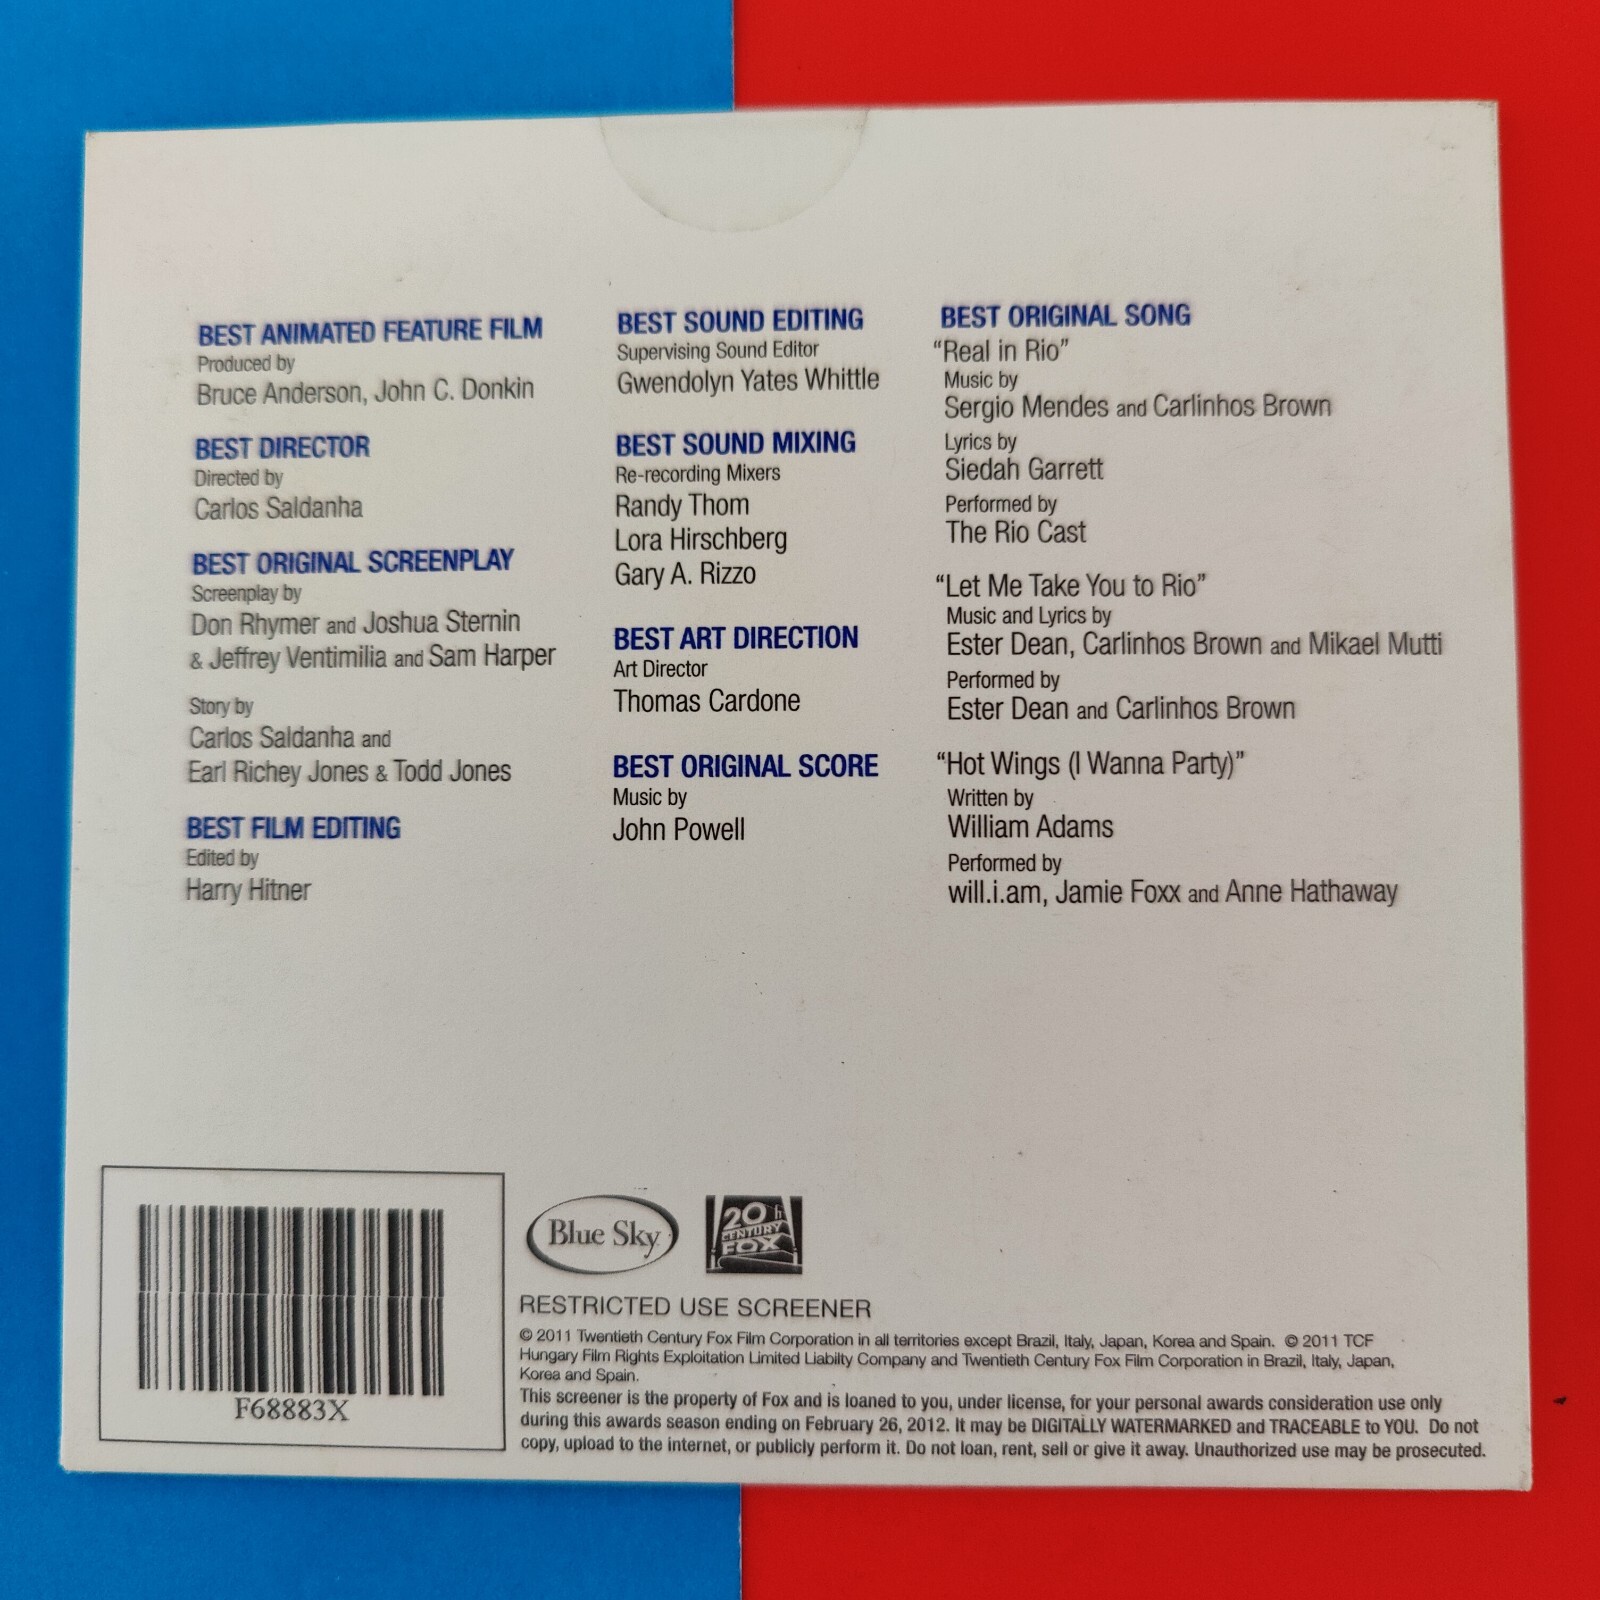 BEST ANIMATED FEATURE FILM
Produced by
Bruce Anderson, John C. Donkin
BEST DIRECTOR
Directed by
Carlos Saldanha
BEST ORIGINAL SCREENPLAY
Screenplay by
Don Rhymer and Joshua Sternin
& Jeffrey Ventimilia and Sam Harper
Story by
Carlos Saldanha and
Earl Richey Jones & Todd Jones
BEST FILM EDITING
Edited by
Harry Hitner
BEST SOUND EDITING
Supervising Sound Editor
Gwendolyn Yates Whittle
BEST SOUND MIXING
Re-recording Mixers
Randy Thom
Lora Hirschberg
Gary A. Rizzo
BEST ART DIRECTION
Art Director
Thomas Cardone
BEST ORIGINAL SCORE
Music by
John Powell
BEST ORIGINAL SONG
“Real in Rio”
Music by
Sergio Mendes and Carlinhos Brown
Lyrics by
Siedah Garrett
Performed by
The Rio Cast
“Let Me Take You to Rio”
Music and Lyrics by
Ester Dean, Carlinhos Brown and Mikael Mutti
Performed by
Ester Dean and Carlinhos Brown
“Hot Wings (I Wanna Party)”
Written by
William Adams
Performed by
will.i.am, Jamie Foxx and Anne Hathaway
F68883X
Blue Sky
20th
CENTURY
FOX
RESTRICTED USE SCREENER
© 2011 Twentieth Century Fox Film Corporation in all territories except Brazil, Italy, Japan, Korea and Spain. © 2011 TCF
Hungary Film Rights Exploitation Limited Liabilty Company and Twentieth Century Fox Film Corporation in Brazil, Italy, Japan,
Korea and Spain.
This screener is the property of Fox and is loaned to you, under license, for your personal awards consideration use only
during this awards season ending on February 26, 2012. It may be DIGITALLY WATERMARKED and TRACEABLE to YOU. Do not
copy, upload to the internet, or publicly perform it. Do not loan, rent, sell or give it away. Unauthorized use may be prosecuted.